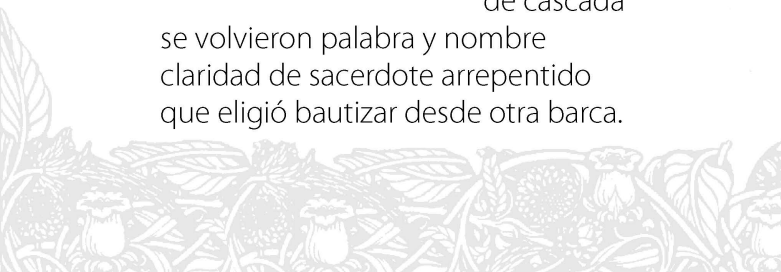 de cascada
se volvieron palabra y nombre
claridad de sacerdote arrepentido
que eligió bautizar desde otra barca.